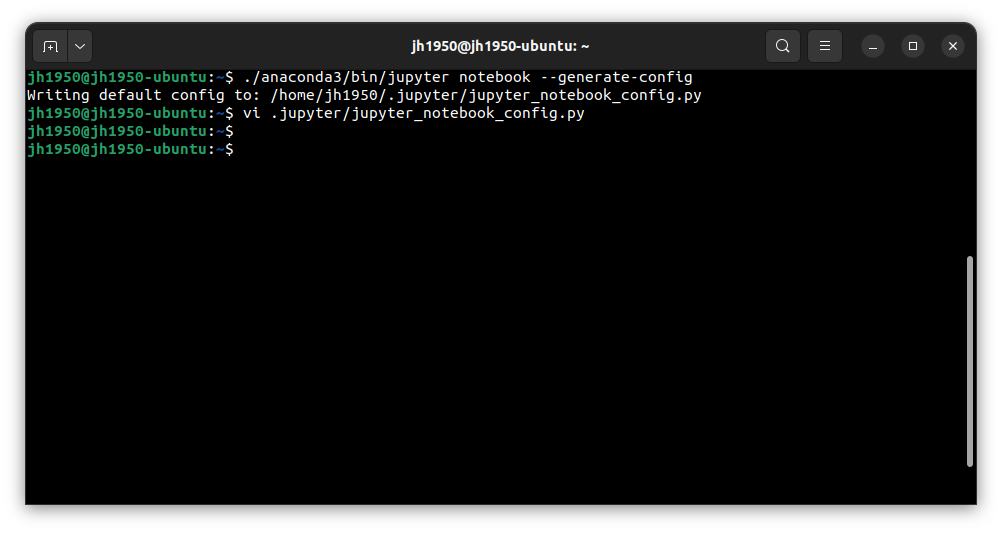 jh1950@jh1950-ubuntu: ~
jh1950@jh1950-ubuntu:~$ ./anaconda3/bin/jupyter notebook --generate-config
Writing default config to: /home/jh1950/.jupyter/jupyter_notebook_config.py
jh1950@jh1950-ubuntu:~$ vi .jupyter/jupyter_notebook_config.py
jh1950@jh1950-ubuntu:~$
jh1950@jh1950-ubuntu:~$